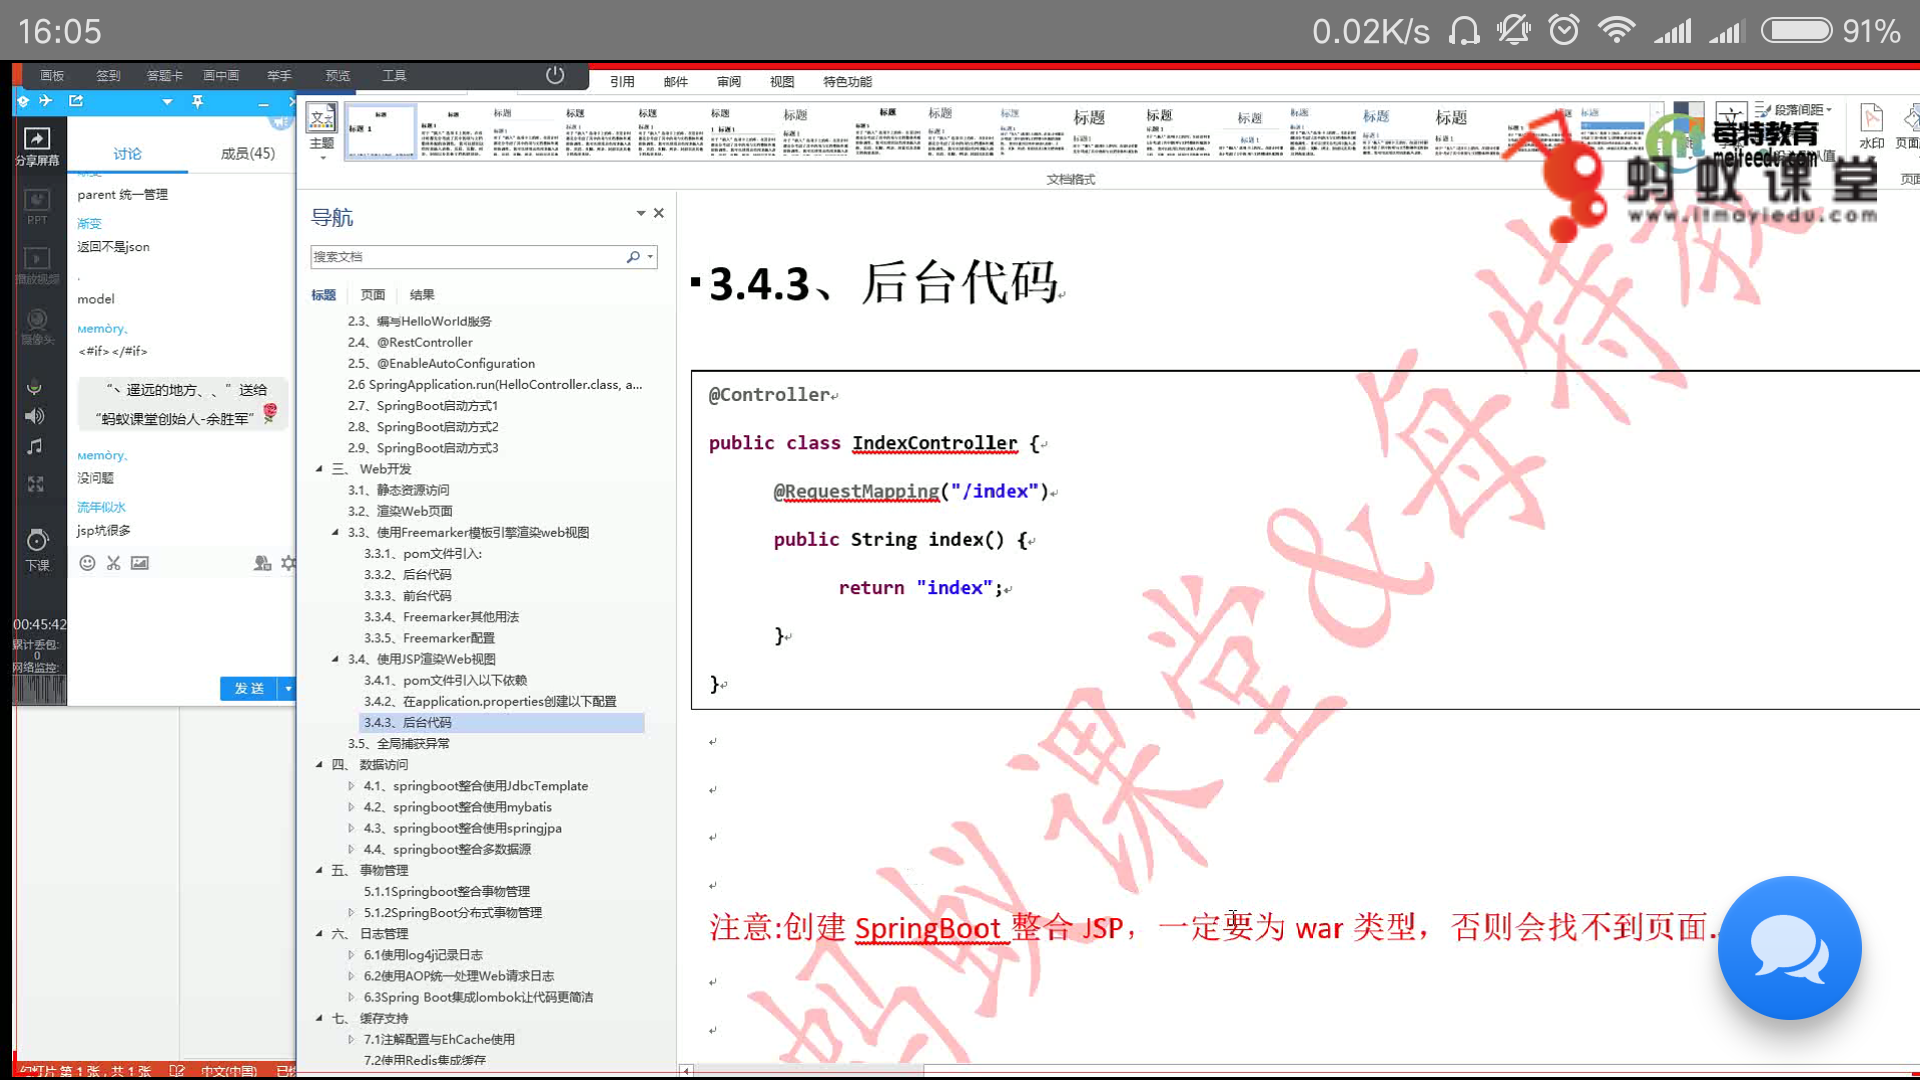 16:05
0.02K/s
91%
画板 签到 答题卡 画中画 举手 预览 工具
引用 邮件 审阅 视图 特色功能
分享屏幕
PPT
播放视频
摄像头
下课
00:45:42
累计丢包:
0
网络监控:
讨论 成员(45)
parent 统一管理
渐变
返回不是json
.
model
мemòry、
<#if> </#if>
“丶遥远的地方、、”送给
“蚂蚁课堂创始人-余胜军”
мemòry、
没问题
流年似水
jsp坑很多
发送
主题
文档格式
段落间距
水印
每特教育
meiteedu.com
蚂蚁课堂
www.itmayiedu.com
导航
搜索文档
标题 页面 结果
2.3、编写HelloWorld服务
2.4、@RestController
2.5、@EnableAutoConfiguration
2.6 SpringApplication.run(HelloController.class, a...
2.7、SpringBoot启动方式1
2.8、SpringBoot启动方式2
2.9、SpringBoot启动方式3
三、 Web开发
3.1、静态资源访问
3.2、渲染Web页面
3.3、使用Freemarker模板引擎渲染web视图
3.3.1、pom文件引入:
3.3.2、后台代码
3.3.3、前台代码
3.3.4、Freemarker其他用法
3.3.5、Freemarker配置
3.4、使用JSP渲染Web视图
3.4.1、pom文件引入以下依赖
3.4.2、在application.properties创建以下配置
3.4.3、后台代码
3.5、全局捕获异常
四、 数据访问
4.1、springboot整合使用JdbcTemplate
4.2、springboot整合使用mybatis
4.3、springboot整合使用springjpa
4.4、springboot整合多数据源
五、 事物管理
5.1.1Springboot整合事物管理
5.1.2SpringBoot分布式事物管理
六、 日志管理
6.1使用log4j记录日志
6.2使用AOP统一处理Web请求日志
6.3Spring Boot集成lombok让代码更简洁
七、 缓存支持
7.1注解配置与EhCache使用
7.2使用Redis集成缓存
3.4.3、后台代码
@Controller
public class IndexController {
@RequestMapping("/index")
public String index() {
return "index";
}
}
注意:创建 SpringBoot 整合 JSP，一定要为 war 类型，否则会找不到页面.
蚂蚁课堂&每特教
幻灯片 第 1 张，共 1 张 中文(中国)